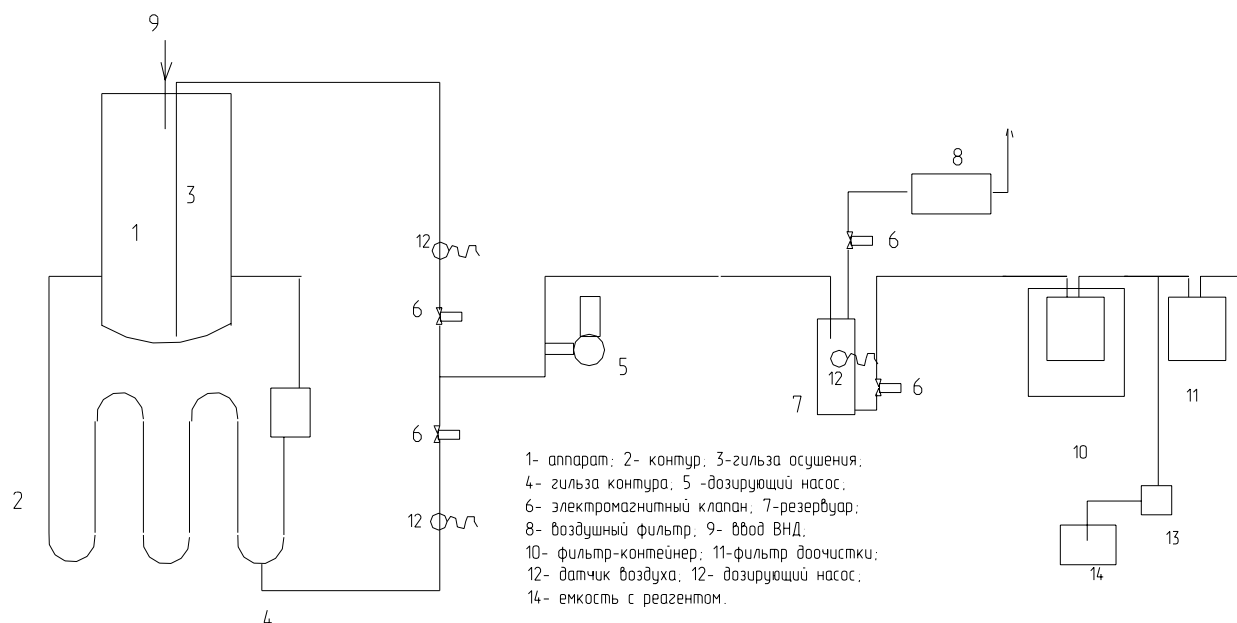 9
8
3
1
12
6
6
5
12
7
6
11
6
10
2
12
13
14
4
1- аппарат; 2- контур; 3-гильза осушения;
4- гильза контура; 5 -дозирующий насос;
6- электромагнитный клапан; 7-резервуар;
8- воздушный фильтр; 9- ввод ВНД;
10- фильтр-контейнер; 11-фильтр доочистки;
12- датчик воздуха; 12- дозирующий насос;
14- емкость с реагентом.